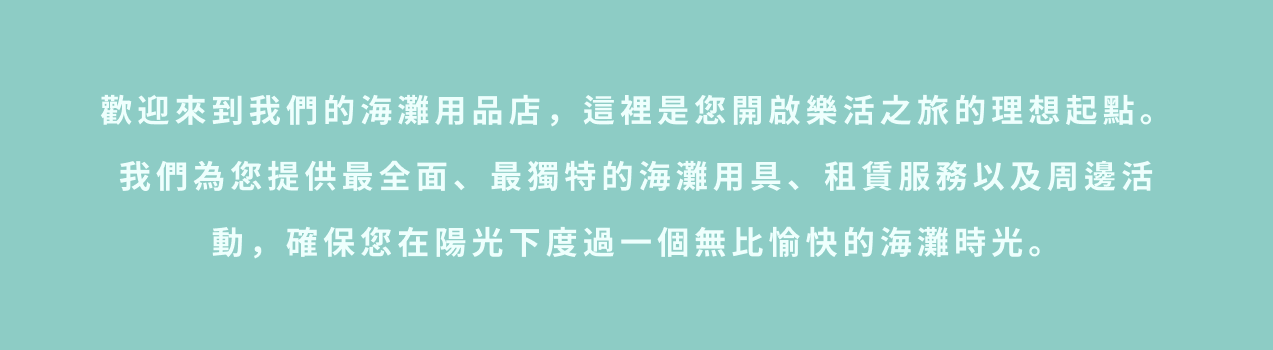 歡迎來到我們的海灘用品店，這裡是您開啟樂活之旅的理想起點。
我們為您提供最全面、最獨特的海灘用具、租賃服務以及周邊活
動，確保您在陽光下度過一個無比愉快的海灘時光。